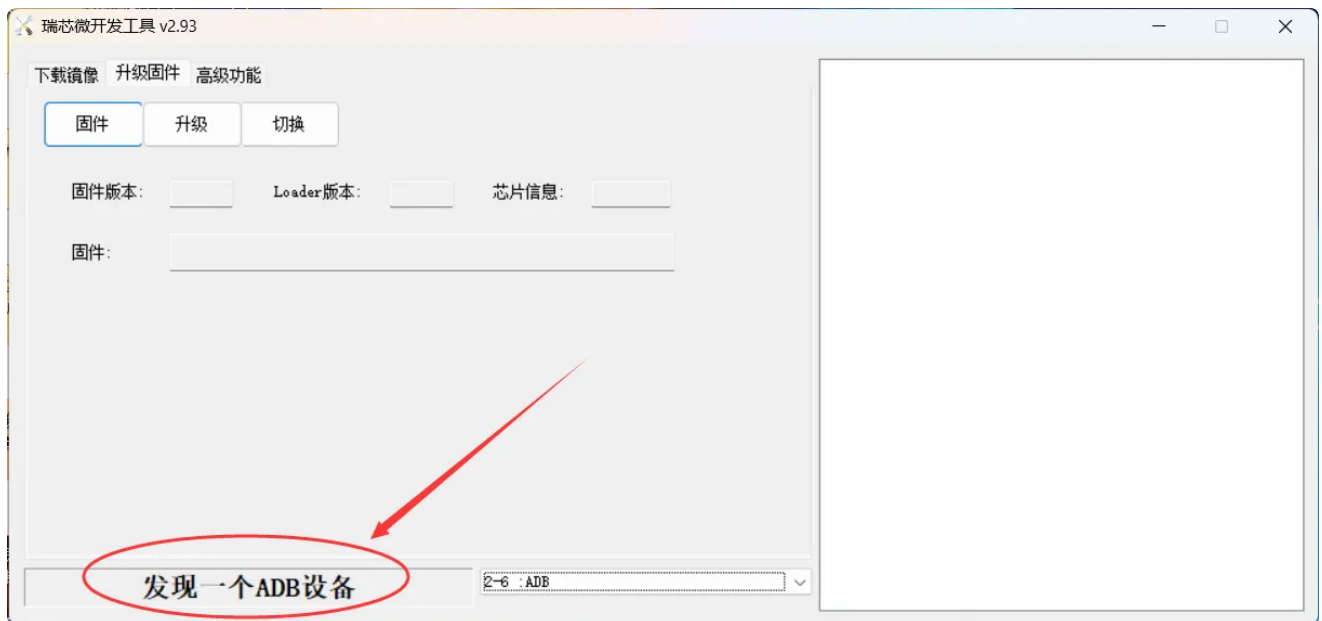 瑞芯微开发工具 v2.93
下载镜像 升级固件 高级功能
固件 升级 切换
固件版本: Loader版本: 芯片信息:
固件:
发现一个ADB设备 2-6 :ADB